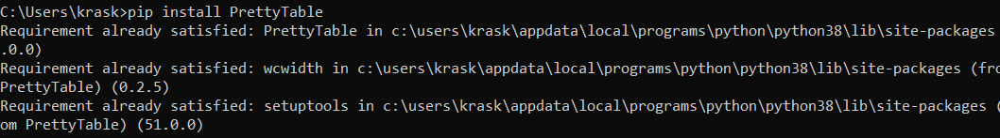 C:\Users\krask>pip install PrettyTable
Requirement already satisfied: PrettyTable in c:\users\krask\appdata\local\programs\python\python38\lib\site-packages
.0.0)
Requirement already satisfied: wcwidth in c:\users\krask\appdata\local\programs\python\python38\lib\site-packages (fro
PrettyTable) (0.2.5)
Requirement already satisfied: setuptools in c:\users\krask\appdata\local\programs\python\python38\lib\site-packages (
om PrettyTable) (51.0.0)